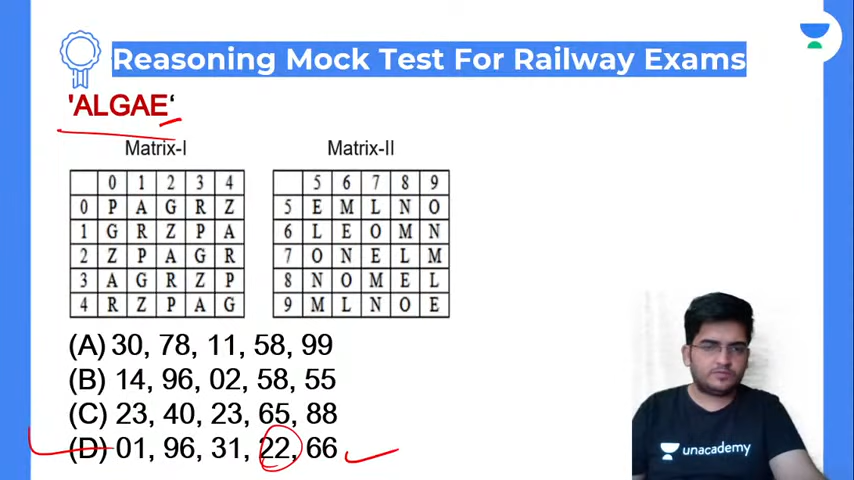 Reasoning Mock Test For Railway Exams
'ALGAE‘
Matrix-I
0 1 2 3 4
0 P A G R Z
1 G R Z P A
2 Z P A G R
3 A G R Z P
4 R Z P A G
Matrix-II
5 6 7 8 9
5 E M L N O
6 L E O M N
7 O N E L M
8 N O M E L
9 M L N O E
(A) 30, 78, 11, 58, 99
(B) 14, 96, 02, 58, 55
(C) 23, 40, 23, 65, 88
(D) 01, 96, 31, 22, 66
unacademy